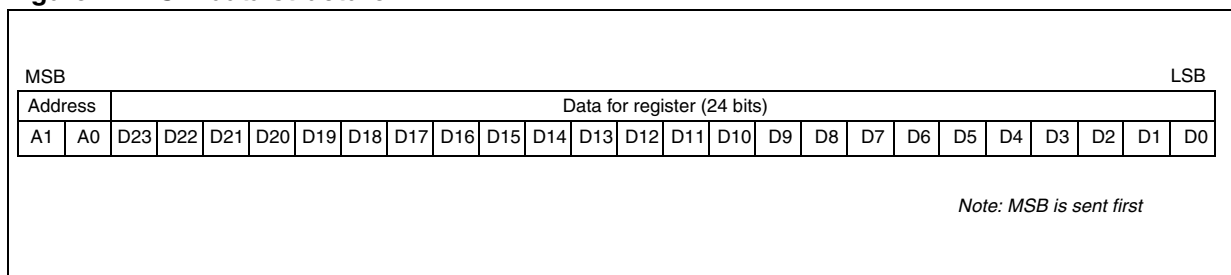 MSB LSB
Address Data for register (24 bits)
A1 A0 D23 D22 D21 D20 D19 D18 D17 D16 D15 D14 D13 D12 D11 D10 D9 D8 D7 D6 D5 D4 D3 D2 D1 D0
Note: MSB is sent first